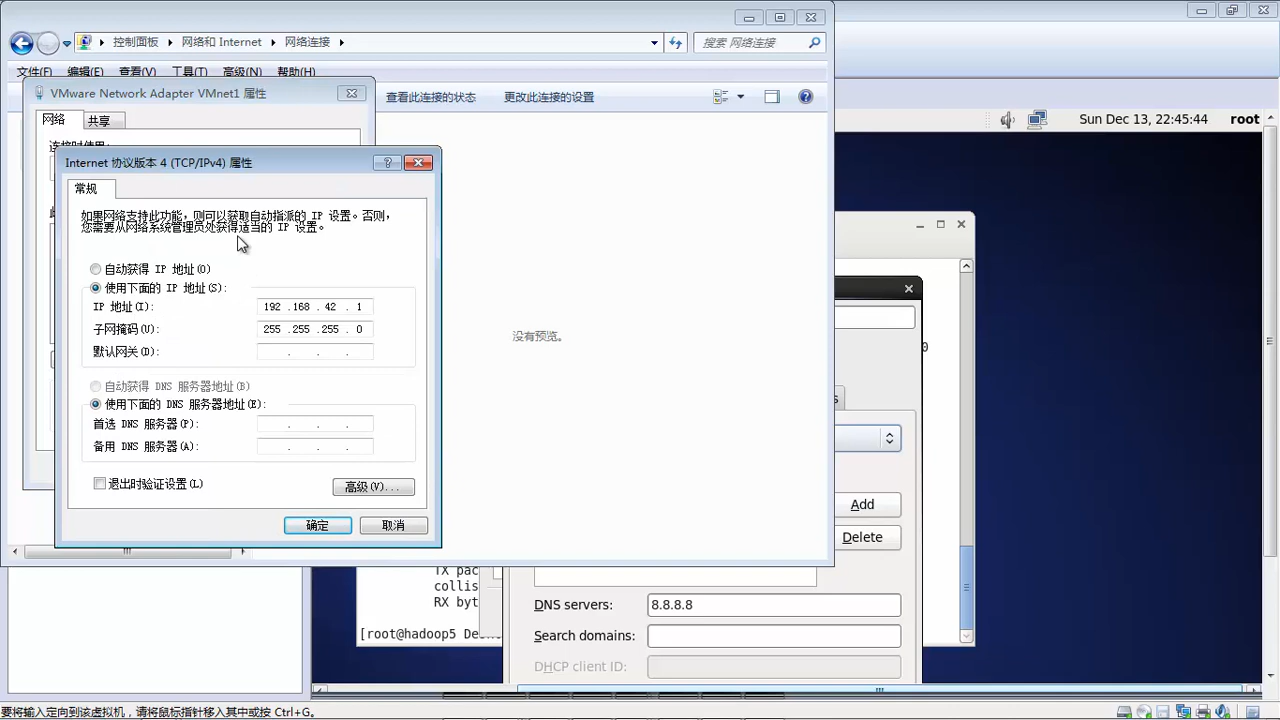 控制面板 网络和 Internet 网络连接
搜索 网络连接
文件(F) 编辑(E) 查看(V) 工具(T) 高级(N) 帮助(H)
VMware Network Adapter VMnet1 属性
查看此连接的状态 更改此连接的设置
网络 共享
连接时使用:
Sun Dec 13, 22:45:44 root
Internet 协议版本 4 (TCP/IPv4) 属性
常规
如果网络支持此功能，则可以获取自动指派的 IP 设置。否则，
您需要从网络系统管理员处获得适当的 IP 设置。
自动获得 IP 地址(O)
使用下面的 IP 地址(S):
IP 地址(I): 192 .168 . 42 . 1
子网掩码(U): 255 .255 .255 . 0
默认网关(D): . . .
自动获得 DNS 服务器地址(B)
使用下面的 DNS 服务器地址(E):
首选 DNS 服务器(P): . . .
备用 DNS 服务器(A): . . .
退出时验证设置(L)
高级(V)...
确定 取消
没有预览。
0
s
Add
Delete
TX pac
collis
RX byt
DNS servers: 8.8.8.8
Search domains:
[root@hadoop5 Des
DHCP client ID:
要将输入定向到该虚拟机，请将鼠标指针移入其中或按 Ctrl+G。